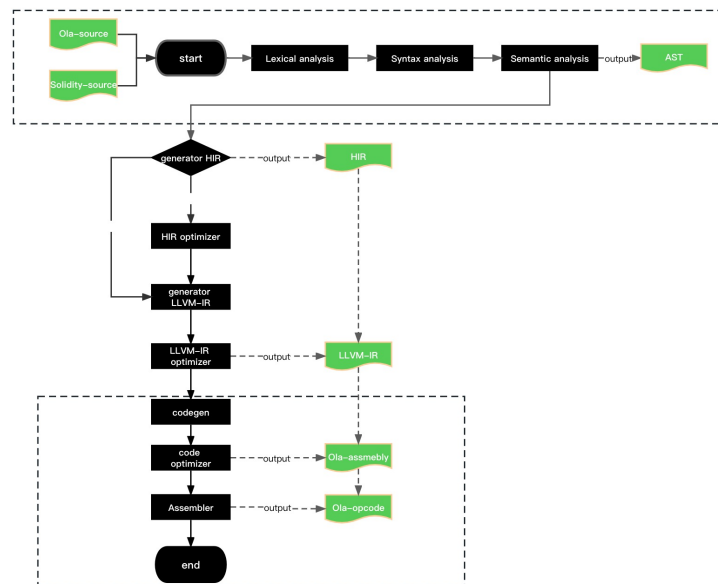 Ola-source
start
Lexical analysis
Syntax analysis
Semantic analysis
output
AST
Solidity-source
generator HIR
output
HIR
HIR optimizer
generator
LLVM-IR
LLVM-IR
optimizer
output
LLVM-IR
codegen
code
optimizer
output
Ola-assmebly
Assembler
output
Ola-opcode
end